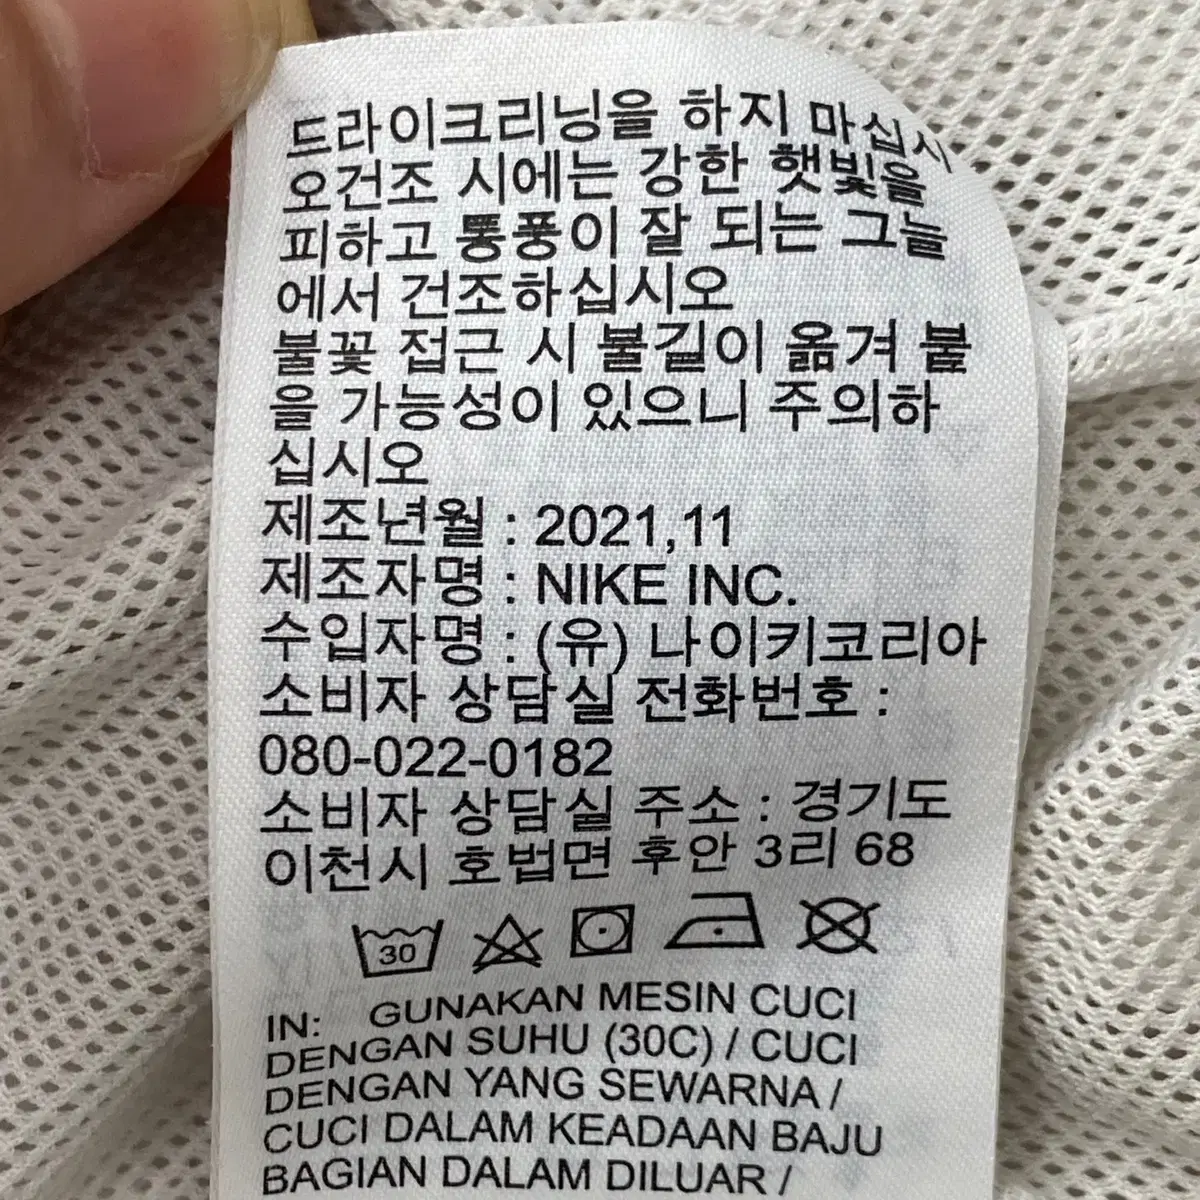 드라이크리닝을 하지 마십시
오건조 시에는 강한 햇빛을
피하고 통풍이 잘 되는 그늘
에서 건조하십시오
불꽃 접근 시 불길이 옮겨 붙
을 가능성이 있으니 주의하
십시오
제조년월 : 2021,11
제조자명 : NIKE INC.
수입자명 : (유) 나이키코리아
소비자 상담실 전화번호 :
080-022-0182
소비자 상담실 주소 : 경기도
이천시 호법면 후안 3리 68
30
IN: GUNAKAN MESIN CUCI
DENGAN SUHU (30C) / CUCI
DENGAN YANG SEWARNA /
CUCI DALAM KEADAAN BAJU
BAGIAN DALAM DILUAR /